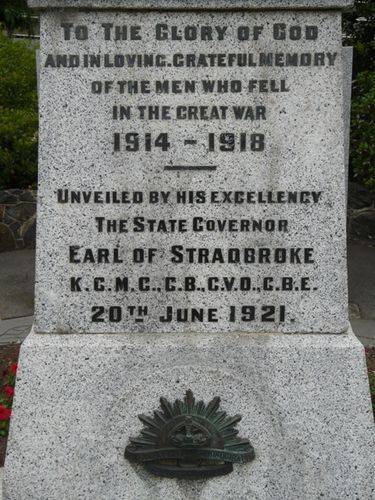 TO THE GLORY OF GOD
AND IN LOVING, GRATEFUL MEMORY
OF THE MEN WHO FELL
IN THE GREAT WAR
1914 - 1918
UNVEILED BY HIS EXCELLENCY
THE STATE GOVERNOR
EARL OF STRADBROKE
K.C.M.G., C.B., C.V.O., C.B.E.
20TH JUNE 1921.